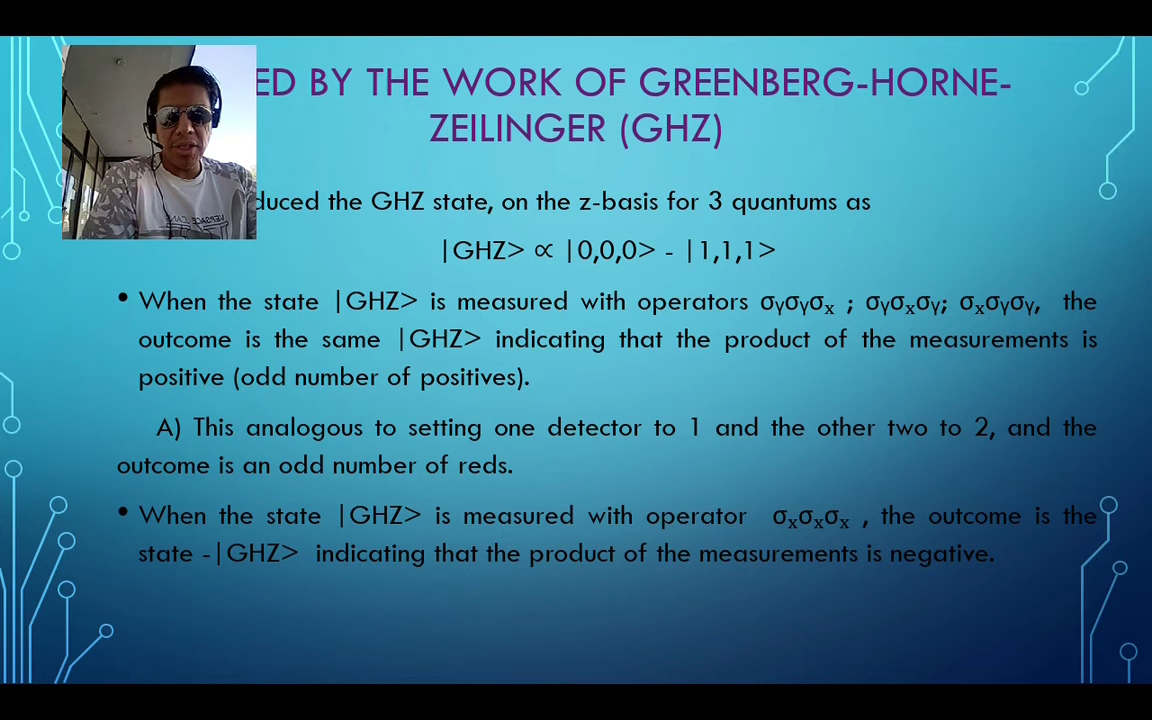 ED BY THE WORK OF GREENBERG-HORNE-
ZEILINGER (GHZ)
duced the GHZ state, on the z-basis for 3 quantums as
|GHZ> ∝ |0,0,0> - |1,1,1>
• When the state |GHZ> is measured with operators σᵧσᵧσₓ ; σᵧσₓσᵧ; σₓσᵧσᵧ, the
outcome is the same |GHZ> indicating that the product of the measurements is
positive (odd number of positives).
A) This analogous to setting one detector to 1 and the other two to 2, and the
outcome is an odd number of reds.
• When the state |GHZ> is measured with operator σₓσₓσₓ , the outcome is the
state -|GHZ> indicating that the product of the measurements is negative.